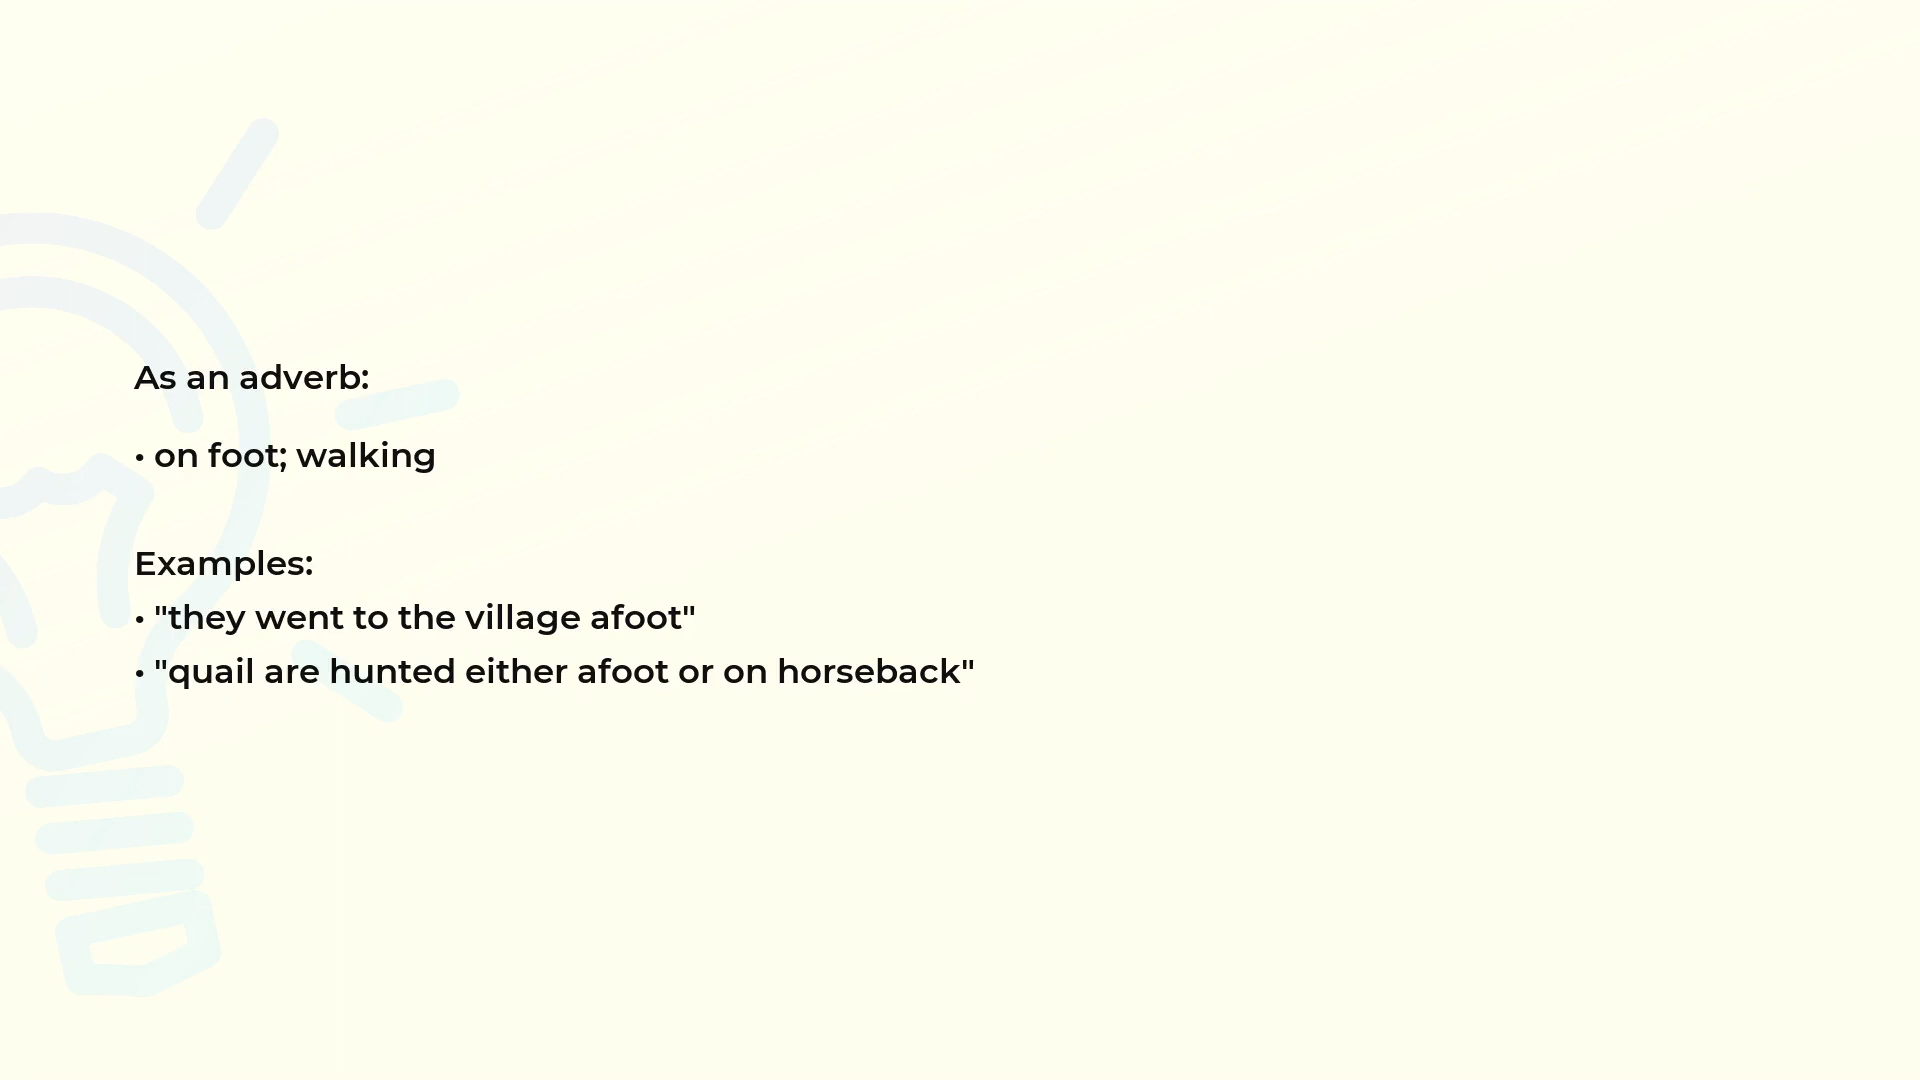 As an adverb:
• on foot; walking
Examples:
• "they went to the village afoot"
• "quail are hunted either afoot or on horseback"